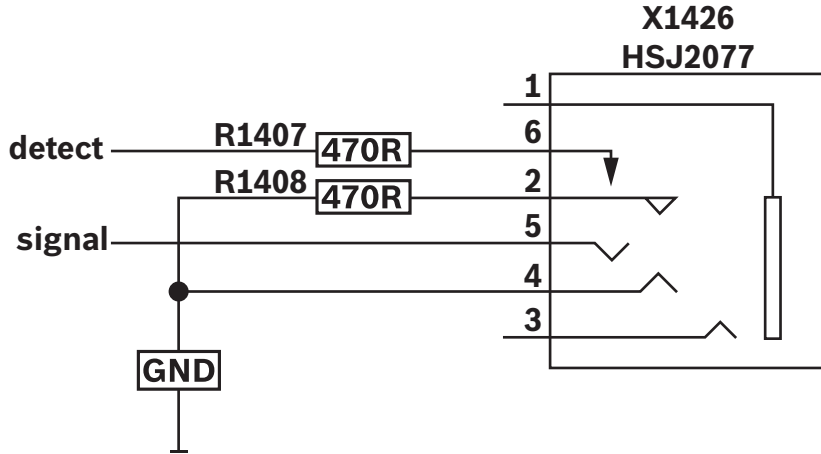 X1426
HSJ2077
1
detect
R1407
470R
6
R1408
470R
2
signal
5
4
3
GND